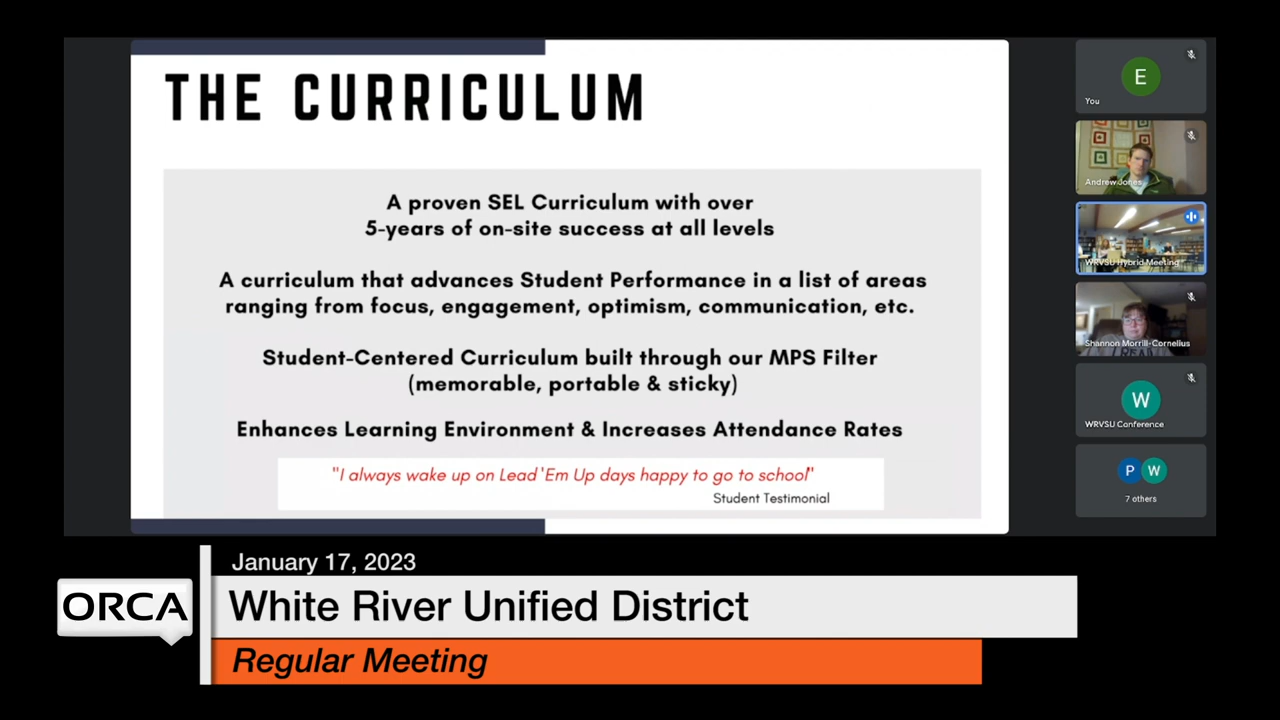 THE CURRICULUM
A proven SEL Curriculum with over
5-years of on-site success at all levels
A curriculum that advances Student Performance in a list of areas
ranging from focus, engagement, optimism, communication, etc.
Student-Centered Curriculum built through our MPS Filter
(memorable, portable & sticky)
Enhances Learning Environment & Increases Attendance Rates
"I always wake up on Lead 'Em Up days happy to go to school"
Student Testimonial
E
You
Andrew Jones
WRVSU Hybrid Meeting
Shannon Morrill-Cornelius
W
WRVSU Conference
P W
7 others
January 17, 2023
ORCA
White River Unified District
Regular Meeting